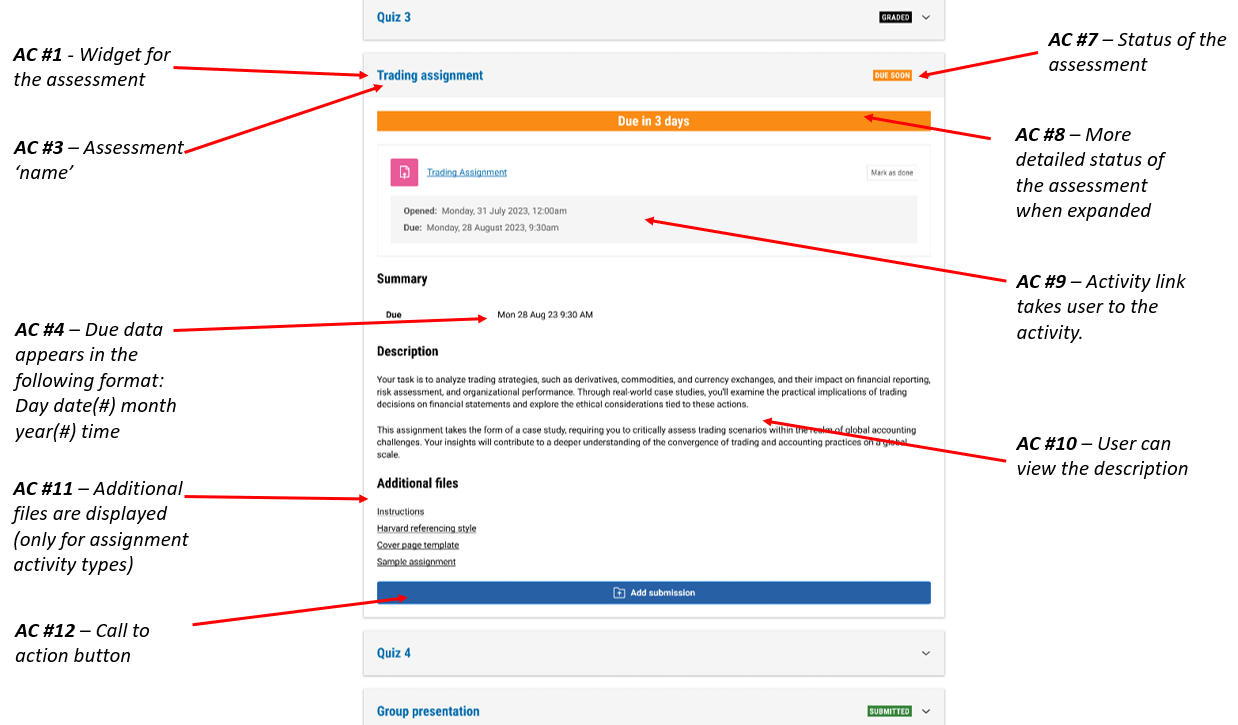 AC #1 - Widget for
the assessment
AC #3 – Assessment
‘name’
AC #4 – Due data
appears in the
following format:
Day date(#) month
year(#) time
AC #11 – Additional
files are displayed
(only for assignment
activity types)
AC #12 – Call to
action button
Quiz 3
GRADED
Trading assignment
DUE SOON
Due in 3 days
Trading Assignment
Mark as done
Opened: Monday, 31 July 2023, 12:00am
Due: Monday, 28 August 2023, 9:30am
Summary
Due Mon 28 Aug 23 9:30 AM
Description
Your task is to analyze trading strategies, such as derivatives, commodities, and currency exchanges, and their impact on financial reporting,
risk assessment, and organizational performance. Through real-world case studies, you'll examine the practical implications of trading
decisions on financial statements and explore the ethical considerations tied to these actions.
This assignment takes the form of a case study, requiring you to critically assess trading scenarios within the realm of global accounting
challenges. Your insights will contribute to a deeper understanding of the convergence of trading and accounting practices on a global
scale.
Additional files
Instructions
Harvard referencing style
Cover page template
Sample assignment
Add submission
Quiz 4
Group presentation
SUBMITTED
AC #7 – Status of the
assessment
AC #8 – More
detailed status of
the assessment
when expanded
AC #9 – Activity link
takes user to the
activity.
AC #10 – User can
view the description